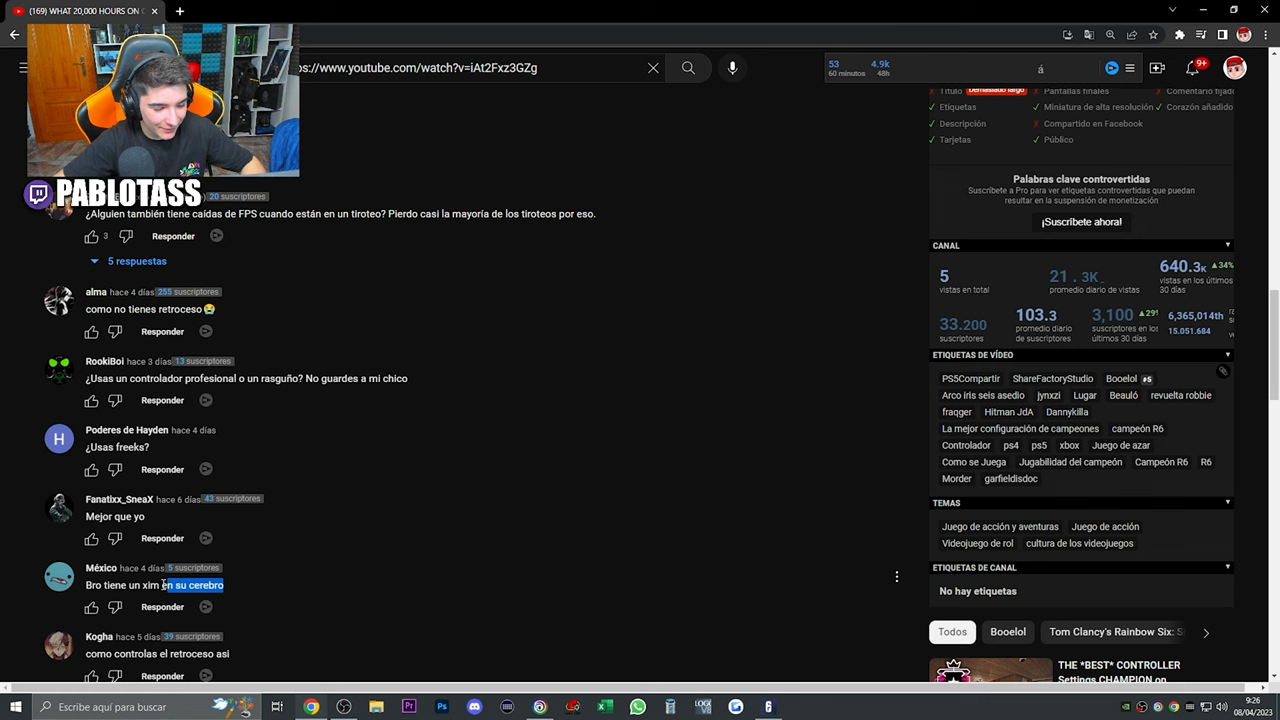 (169) WHAT 20,000 HOURS ON C
s://www.youtube.com/watch?v=iAt2Fxz3GZg
53
60 minutos
4.9k
48h
á
9+
Título demasiado largo
Pantallas finales
Comentario fijad
Etiquetas
Miniatura de alta resolución
Corazón añadido
Descripción
Compartido en Facebook
Tarjetas
Público
Palabras clave controvertidas
Suscríbete a Pro para ver etiquetas controvertidas que puedan
resultar en la suspensión de monetización
¡Suscríbete ahora!
PABLOTASS
20 suscriptores
¿Alguien también tiene caídas de FPS cuando están en un tiroteo? Pierdo casi la mayoría de los tiroteos por eso.
3 Responder
5 respuestas
alma hace 4 días 255 suscriptores
como no tienes retroceso😭
Responder
RookiBoi hace 3 días 13 suscriptores
¿Usas un controlador profesional o un rasguño? No guardes a mi chico
Responder
Poderes de Hayden hace 4 días
H
¿Usas freeks?
Responder
Fanatixx_SneaX hace 6 días 43 suscriptores
Mejor que yo
Responder
México hace 4 días 5 suscriptores
Bro tiene un xim en su cerebro
Responder
Kogha hace 5 días 39 suscriptores
como controlas el retroceso asi
Responder
CANAL
5
vistas en total
21.3K
promedio diario de vistas
640.3k 34%
vistas en los últimos
30 días
33.200
suscriptores
103.3
promedio diario
de suscriptores
3,100 29
suscriptores en los
últimos 30 días
6,365,014th
15.051.684
ETIQUETAS DE VÍDEO
PS5Compartir ShareFactoryStudio Booelol #5
Arco iris seis asedio jynxzi Lugar Beauló revuelta robbie
fraqger Hitman JdA Dannykilla
La mejor configuración de campeones campeón R6
Controlador ps4 ps5 xbox Juego de azar
Como se Juega Jugabilidad del campeón Campeón R6 R6
Morder garfieldisdoc
TEMAS
Juego de acción y aventuras Juego de acción
Videojuego de rol cultura de los videojuegos
ETIQUETAS DE CANAL
No hay etiquetas
Todos Booelol Tom Clancy's Rainbow Six: S
THE *BEST* CONTROLLER
Settings CHAMPION on
Escribe aquí para buscar
9:26
08/04/2023